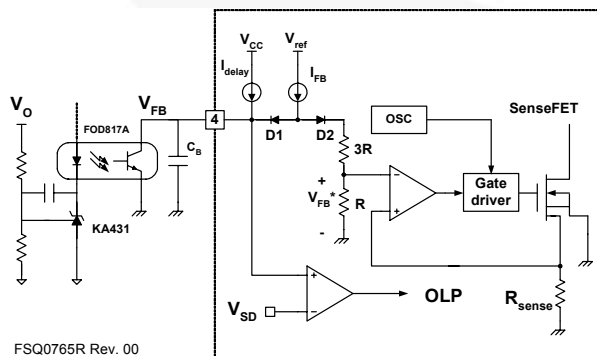 V_CC
V_ref
I_delay
I_FB
V_O
V_FB
FOD817A
4
C_B
D1
D2
3R
OSC
SenseFET
+
-
V_FB*
R
-
+
Gate
driver
KA431
+
-
V_SD
OLP
R_sense
FSQ0765R Rev. 00